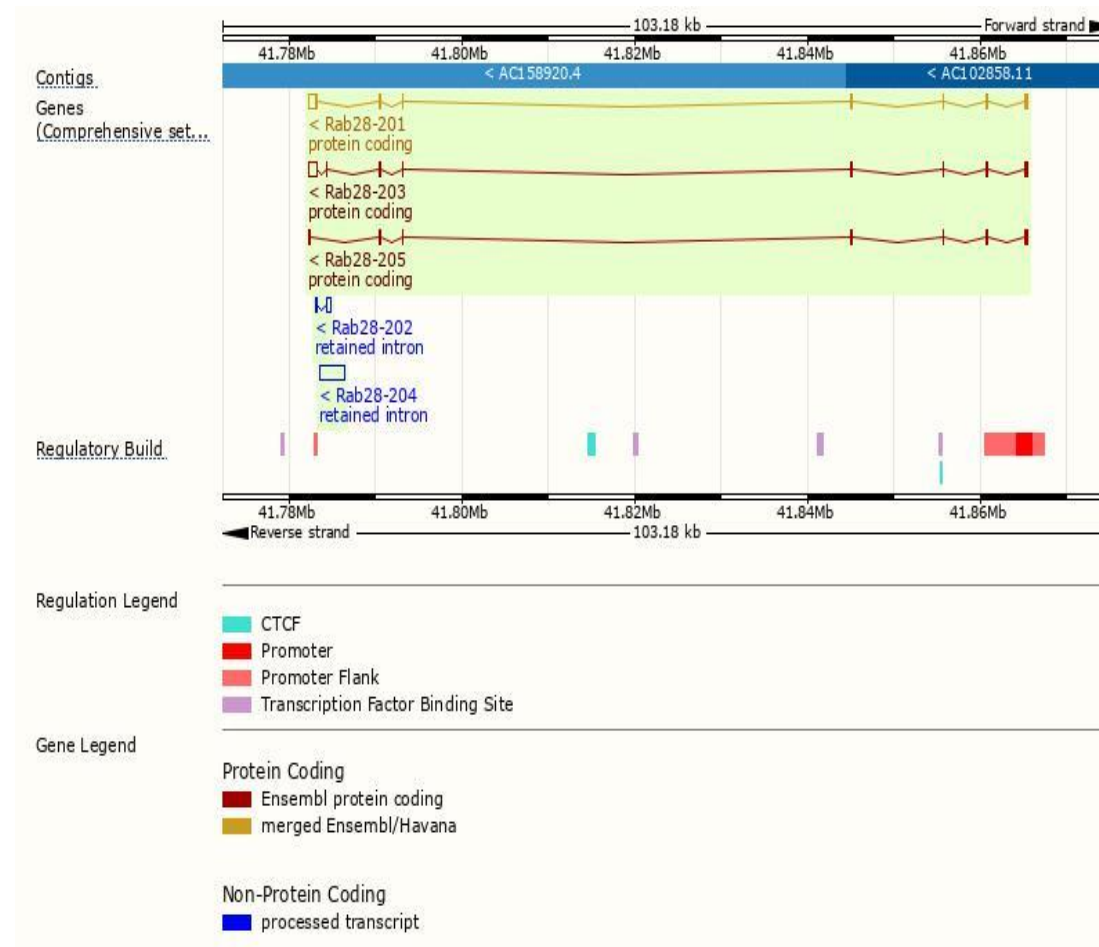 103.18 kb Forward strand
41.78Mb 41.80Mb 41.82Mb 41.84Mb 41.86Mb
Contigs < AC158920.4 < AC102858.11
Genes
(Comprehensive set...
< Rab28-201
protein coding
< Rab28-203
protein coding
< Rab28-205
protein coding
< Rab28-202
retained intron
< Rab28-204
retained intron
Regulatory Build
41.78Mb 41.80Mb 41.82Mb 41.84Mb 41.86Mb
Reverse strand 103.18 kb
Regulation Legend
CTCF
Promoter
Promoter Flank
Transcription Factor Binding Site
Gene Legend
Protein Coding
Ensembl protein coding
merged Ensembl/Havana
Non-Protein Coding
processed transcript